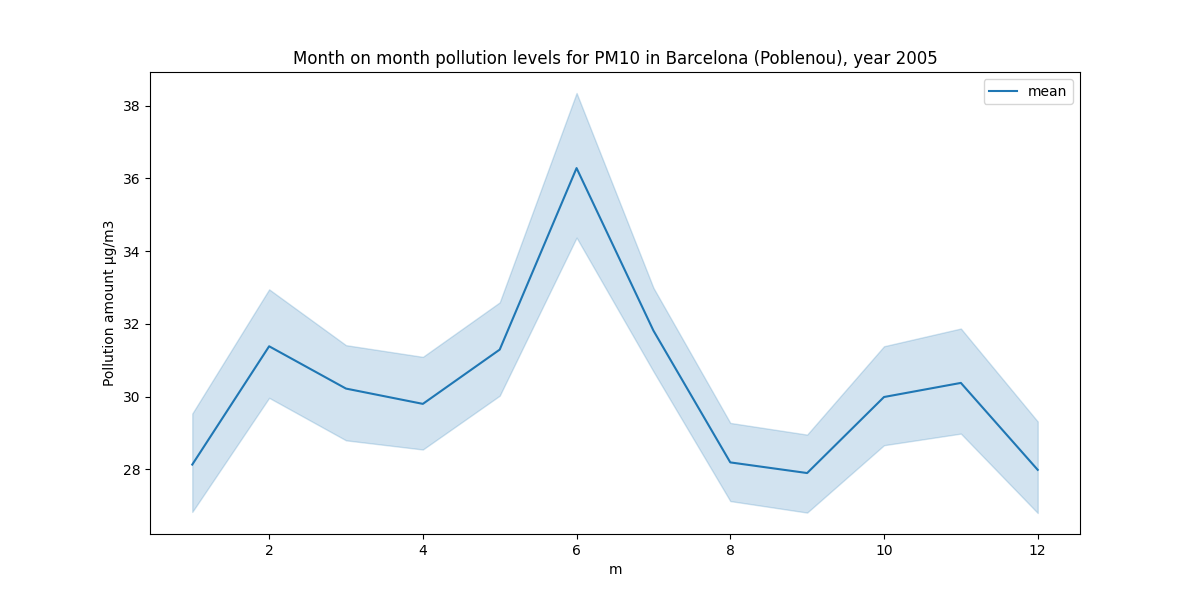 Month on month pollution levels for PM10 in Barcelona (Poblenou), year 2005
mean
Pollution amount µg/m3
38
36
34
32
30
28
2 4 6 8 10 12
m